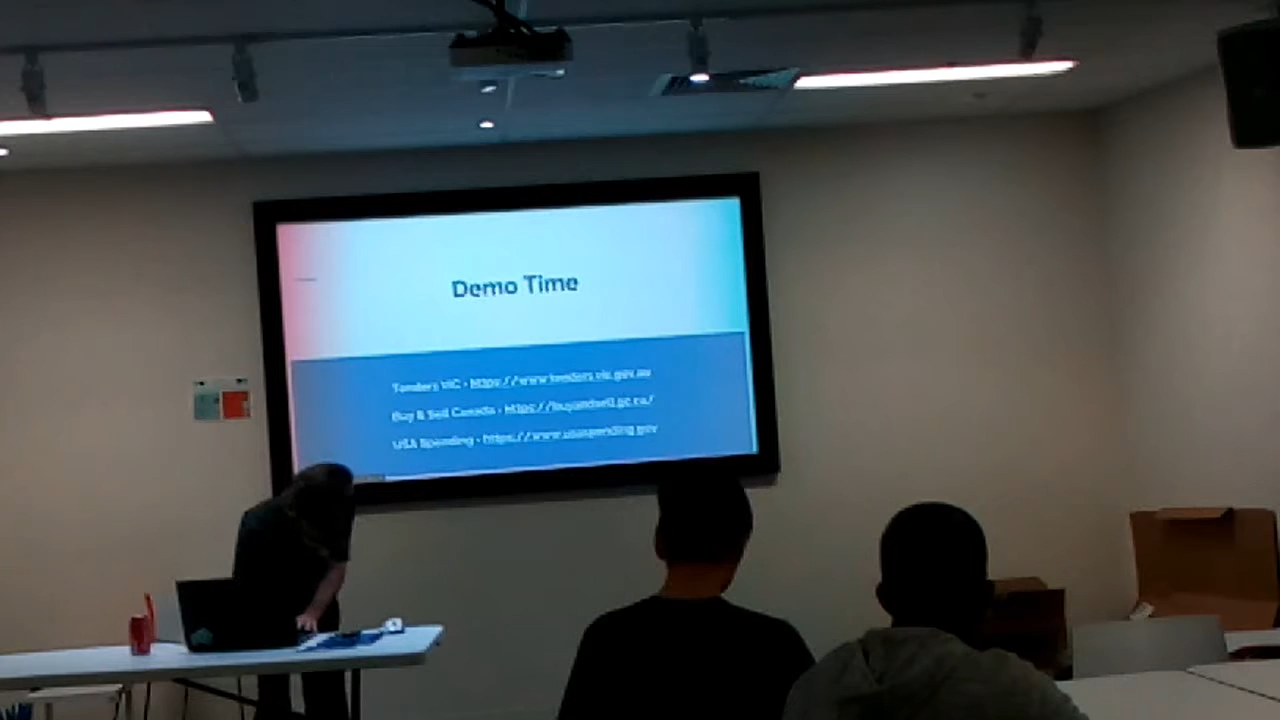 Demo Time
Tenders VIC - https://www.tenders.vic.gov.au
Buy & Sell Canada - https://buyandsell.gc.ca/
USA Spending - https://www.usaspending.gov